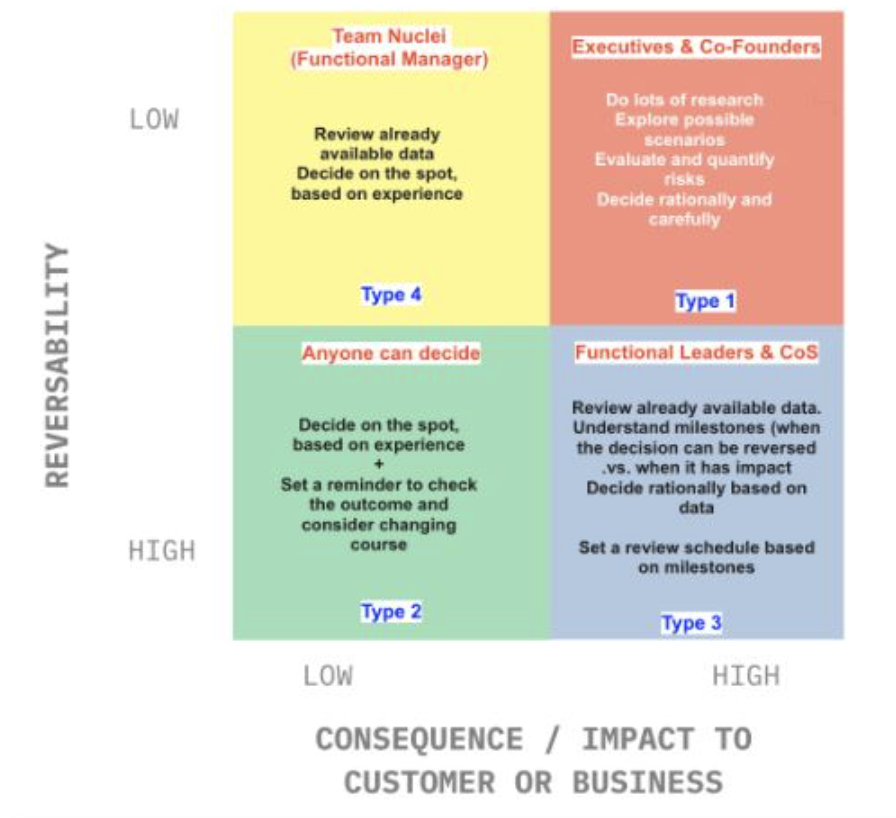 Team Nuclei
(Functional Manager)
Review already
available data
Decide on the spot,
based on experience
Type 4
Executives & Co-Founders
Do lots of research
Explore possible
scenarios
Evaluate and quantify
risks
Decide rationally and
carefully
Type 1
LOW
REVERSABILITY
HIGH
Anyone can decide
Decide on the spot,
based on experience
+
Set a reminder to check
the outcome and
consider changing
course
Type 2
Functional Leaders & CoS
Review already available data.
Understand milestones (when
the decision can be reversed
.vs. when it has impact
Decide rationally based on
data
Set a review schedule based
on milestones
Type 3
LOW
HIGH
CONSEQUENCE / IMPACT TO
CUSTOMER OR BUSINESS